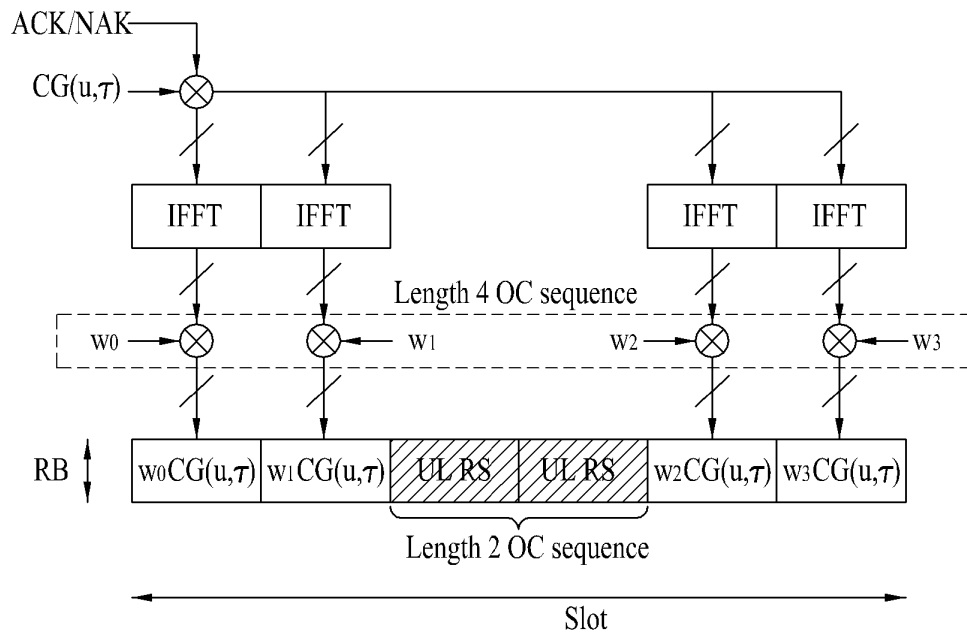 ACK/NAK
CG(u,τ)
IFFT IFFT IFFT IFFT
Length 4 OC sequence
w0 w1 w2 w3
RB w0CG(u,τ) w1CG(u,τ) UL RS UL RS w2CG(u,τ) w3CG(u,τ)
Length 2 OC sequence
Slot